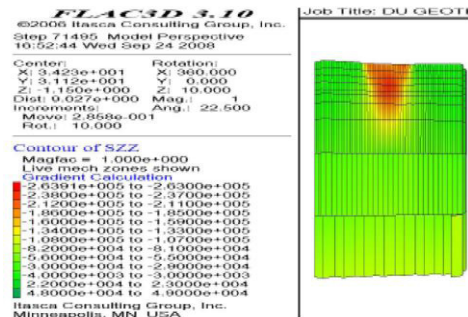 FLAC3D 3.10
©2006 Itasca Consulting Group, Inc.
Step 71495 Model Perspective
16:52:44 Wed Sep 24 2008
Center: Rotation:
X: 3.423e+001 X: 360.000
Y: 3.112e+001 Y: 0.000
Z: -1.150e+000 Z: 10.000
Dist: 9.027e+000 Mag.: 1
Increments: Ang.: 22.500
Move: 2.858e-001
Rot.: 10.000
Contour of SZZ
Magfac = 1.000e+000
Live mech zones shown
Gradient Calculation
-2.6391e+005 to -2.6300e+005
-2.3800e+005 to -2.3700e+005
-2.1200e+005 to -2.1100e+005
-1.8600e+005 to -1.8500e+005
-1.6000e+005 to -1.5900e+005
-1.3400e+005 to -1.3300e+005
-1.0800e+005 to -1.0700e+005
-8.2000e+004 to -8.1000e+004
-5.6000e+004 to -5.5000e+004
-3.0000e+004 to -2.9000e+004
-4.0000e+003 to -3.0000e+003
2.2000e+004 to 2.3000e+004
4.8000e+004 to 4.9000e+004
Itasca Consulting Group, Inc.
Minneapolis, MN USA
Job Title: DU GEOTE